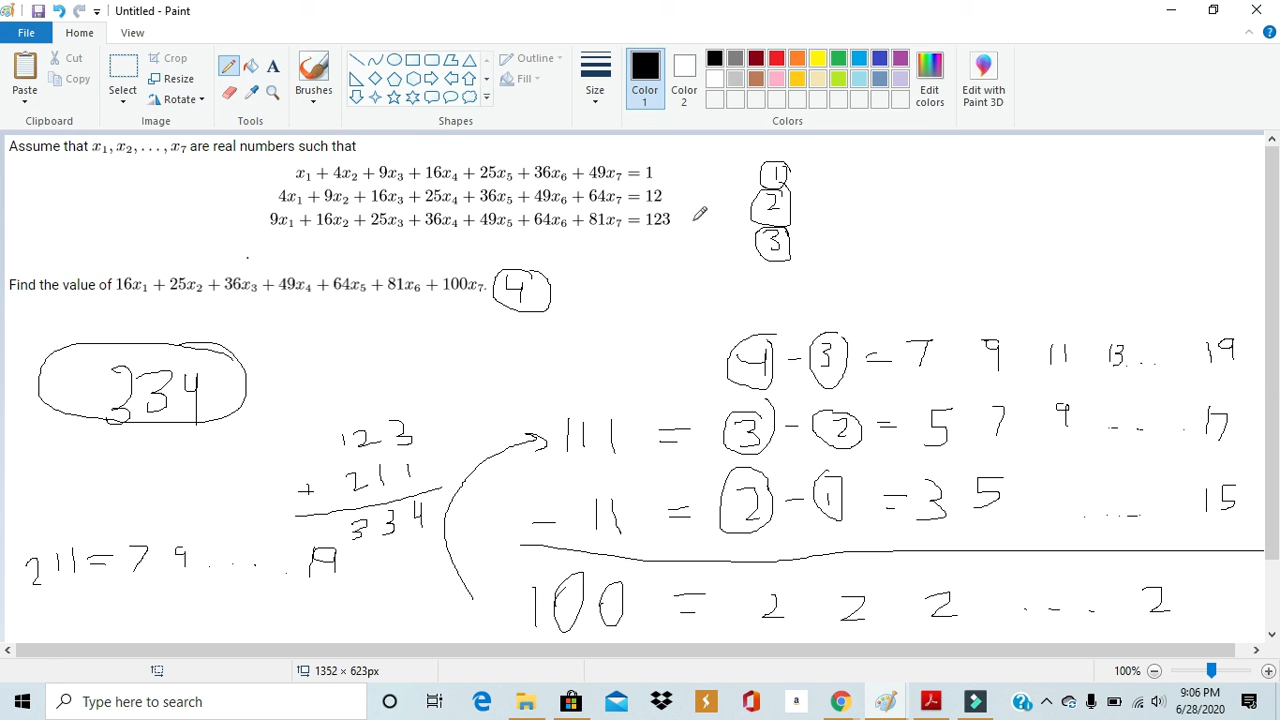 Untitled - Paint
File Home View
Paste Cut Copy
Select Resize Rotate
Brushes
Outline
Fill
Size
Color 1
Color 2
Edit colors
Edit with Paint 3D
Clipboard Image Tools Shapes Colors
Assume that x₁, x₂, . . . , x₇ are real numbers such that
x₁ + 4x₂ + 9x₃ + 16x₄ + 25x₅ + 36x₆ + 49x₇ = 1
4x₁ + 9x₂ + 16x₃ + 25x₄ + 36x₅ + 49x₆ + 64x₇ = 12
9x₁ + 16x₂ + 25x₃ + 36x₄ + 49x₅ + 64x₆ + 81x₇ = 123
1
2
3
Find the value of 16x₁ + 25x₂ + 36x₃ + 49x₄ + 64x₅ + 81x₆ + 100x₇.
4
334
4 - 3 = 7 9 11 13 ... 19
111 = 3 - 2 = 5 7 9 .... 17
- 11 = 2 - 1 = 3 5 .... 15
100 = 2 2 2 .... 2
123
+ 211
334
211 = 7 9 ..... 19
1352 × 623px
100%
Type here to search
9:06 PM
6/28/2020